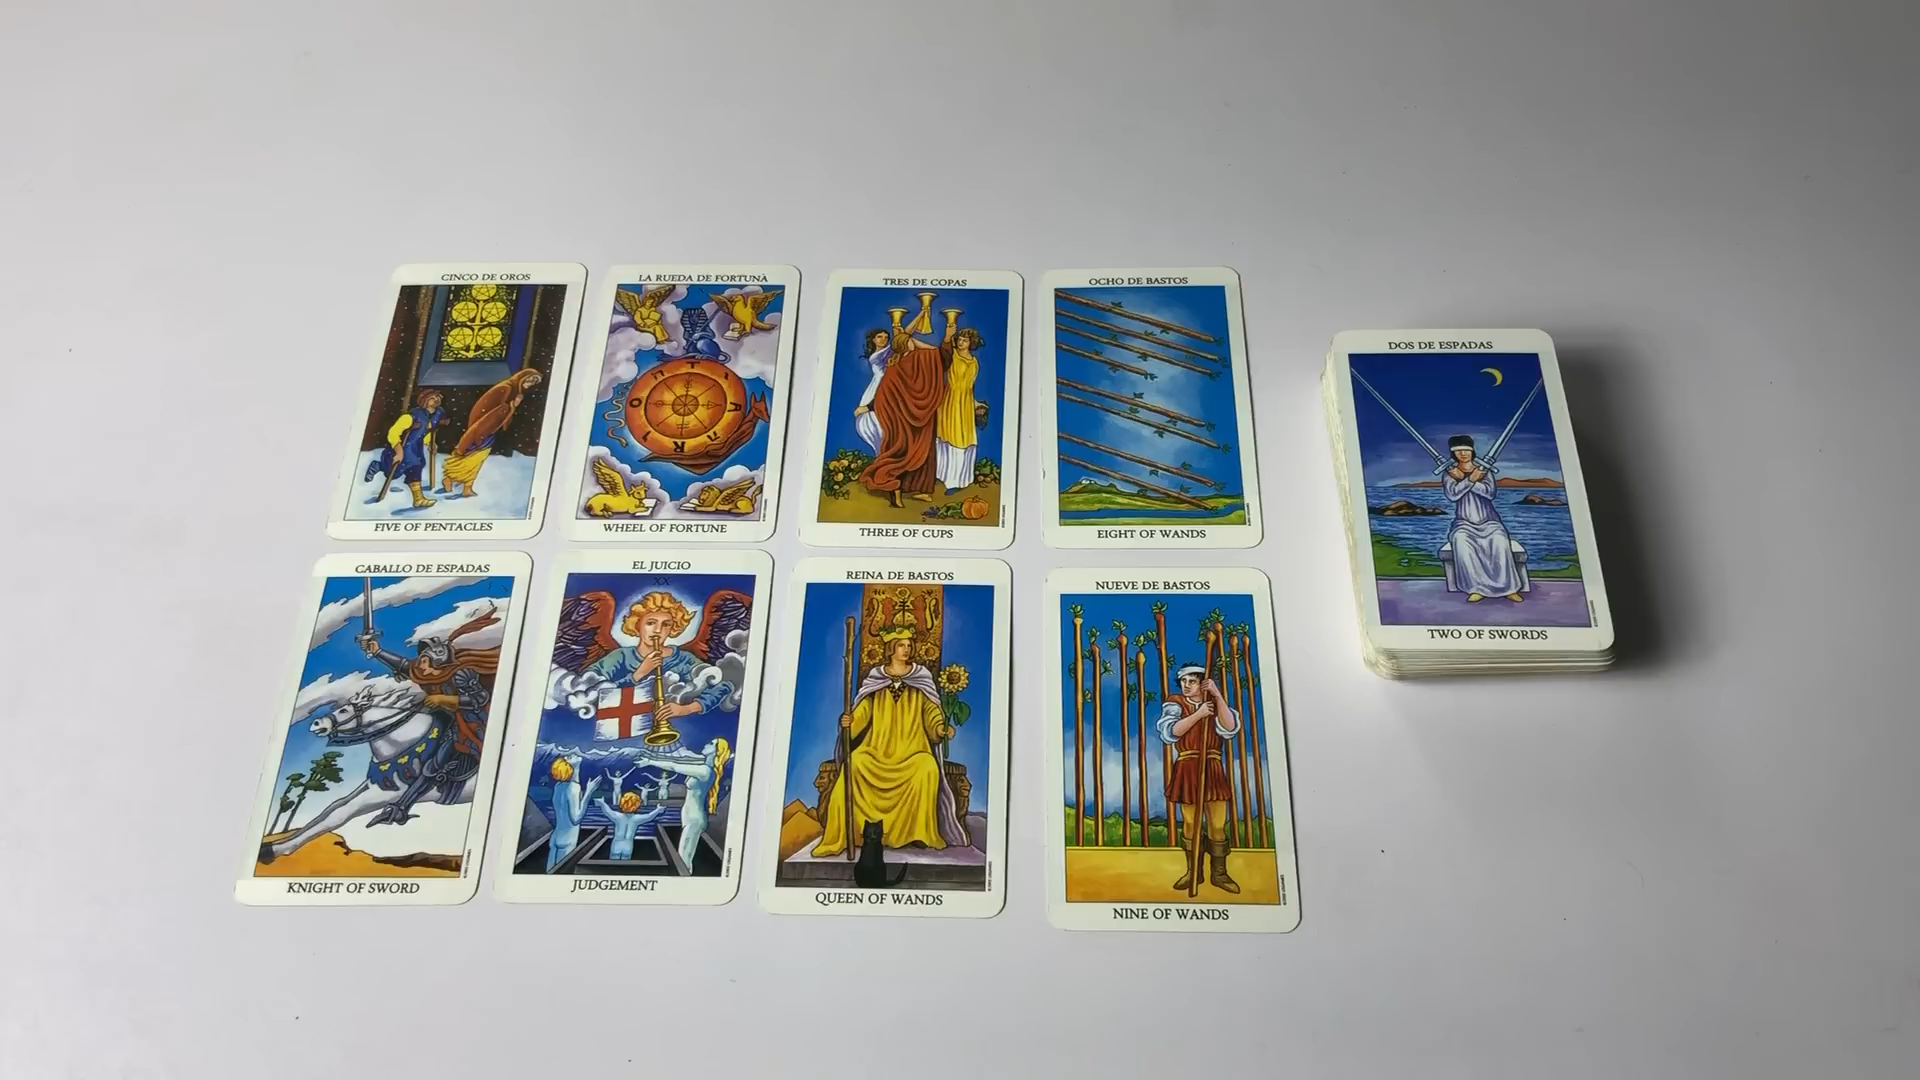 CINCO DE OROS
FIVE OF PENTACLES
LA RUEDA DE FORTUNÀ
WHEEL OF FORTUNE
TRES DE COPAS
THREE OF CUPS
OCHO DE BASTOS
EIGHT OF WANDS
DOS DE ESPADAS
TWO OF SWORDS
CABALLO DE ESPADAS
KNIGHT OF SWORD
EL JUICIO
XX
JUDGEMENT
REINA DE BASTOS
QUEEN OF WANDS
NUEVE DE BASTOS
NINE OF WANDS